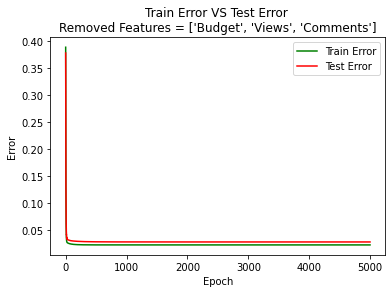 Train Error VS Test Error
Removed Features = ['Budget', 'Views', 'Comments']
0.40
0.35
0.30
0.25
0.20
0.15
0.10
0.05
Error
Train Error
Test Error
0 1000 2000 3000 4000 5000
Epoch